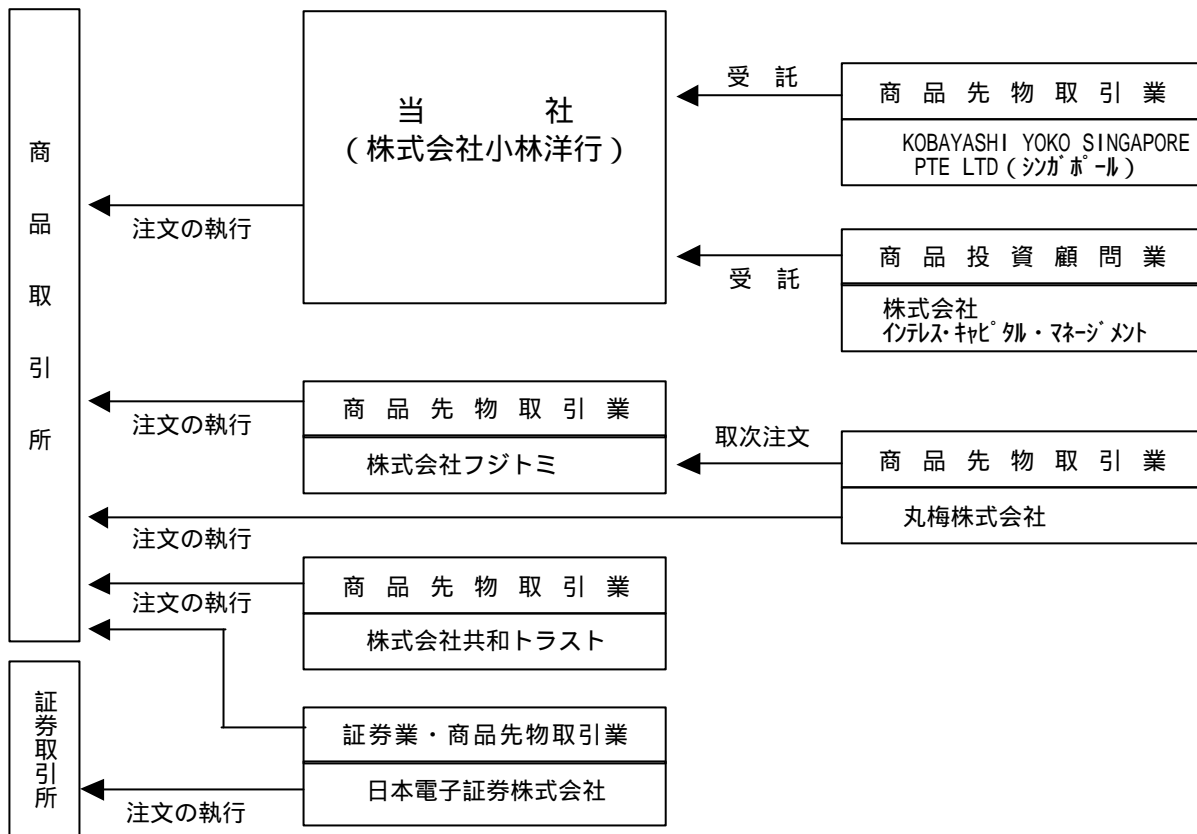 商品取引所
当社
(株式会社小林洋行)
受託
商品先物取引業
KOBAYASHI YOKO SINGAPORE
PTE LTD(シンガポール)
注文の執行
受託
商品投資顧問業
株式会社
インテレス・キャピタル・マネージメント
注文の執行
商品先物取引業
株式会社フジトミ
取次注文
商品先物取引業
丸梅株式会社
注文の執行
注文の執行
商品先物取引業
株式会社共和トラスト
証券取引所
証券業・商品先物取引業
日本電子証券株式会社
注文の執行